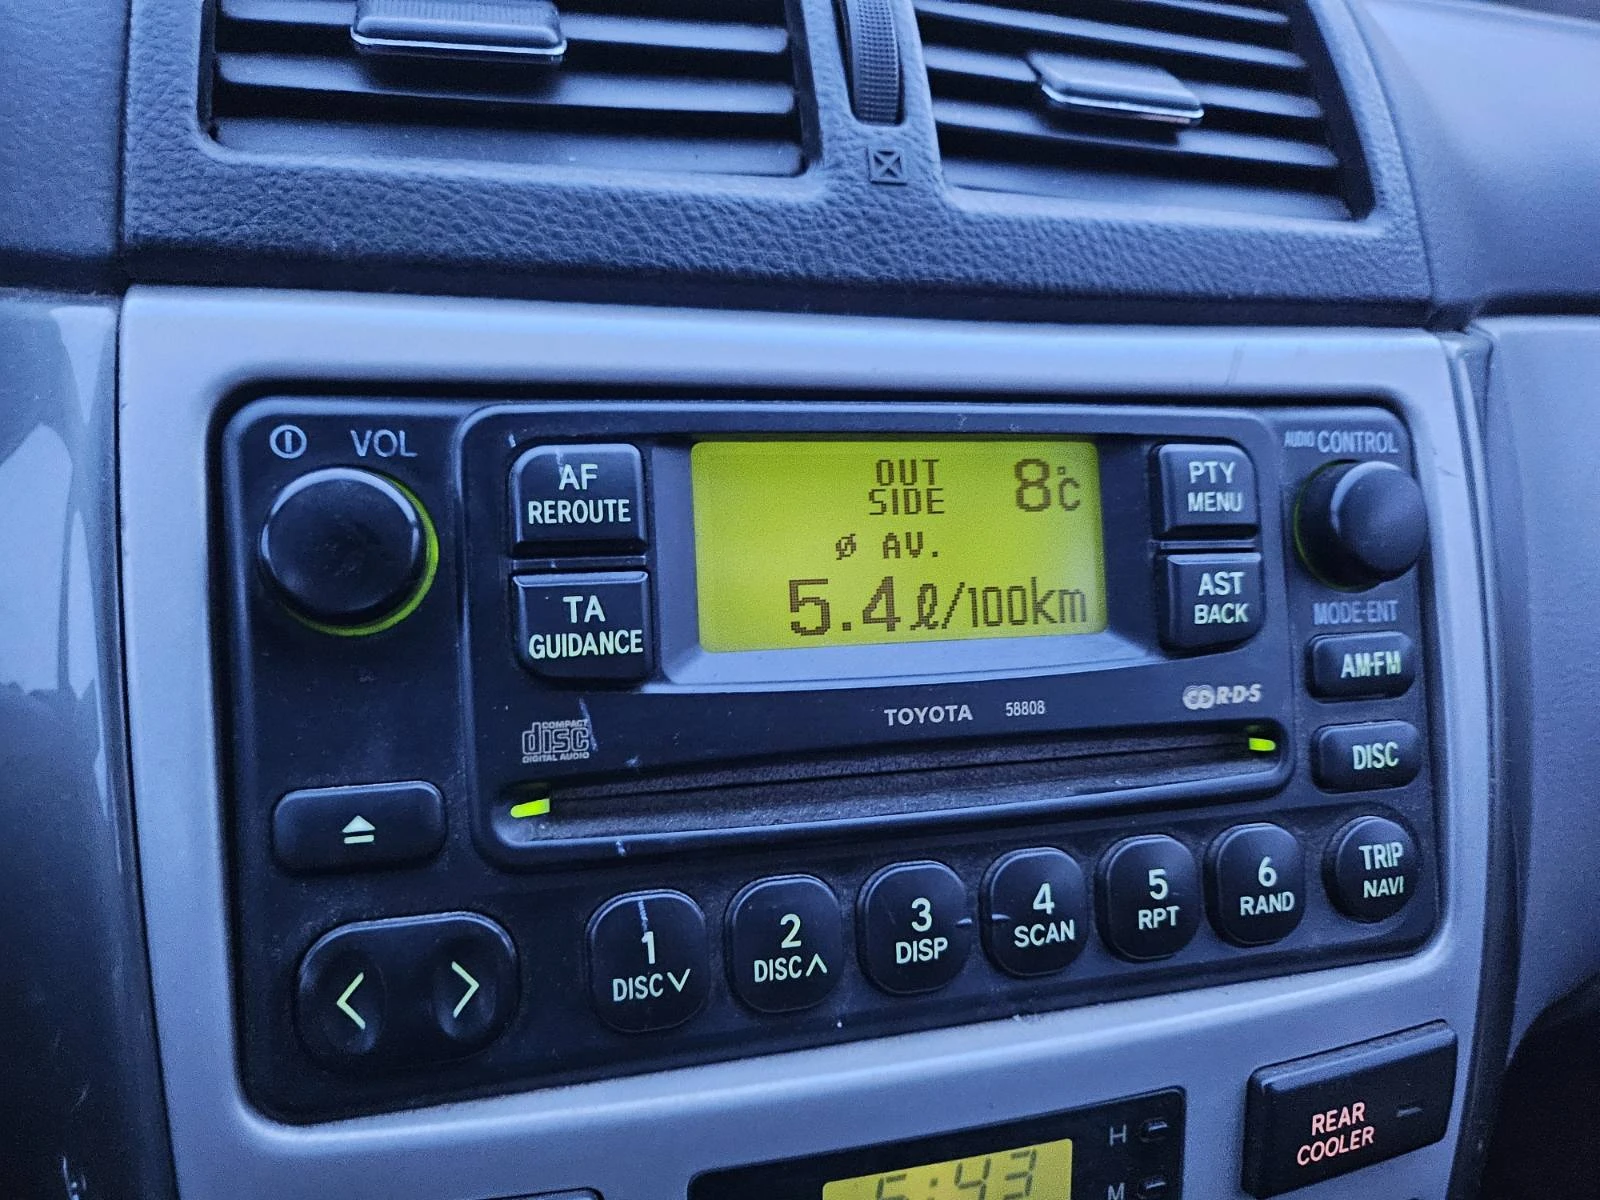 VOL
AF
REROUTE
TA
GUIDANCE
OUT
SIDE
8°C
ø AV.
5.4ℓ/100km
PTY
MENU
AST
BACK
AUDIO CONTROL
MODE·ENT
AM·FM
DISC
TOYOTA 58808
R·D·S
COMPACT
disc
DIGITAL AUDIO
1
DISC ∨
2
DISC ∧
3
DISP
4
SCAN
5
RPT
6
RAND
TRIP
NAVI
REAR
COOLER
H
M